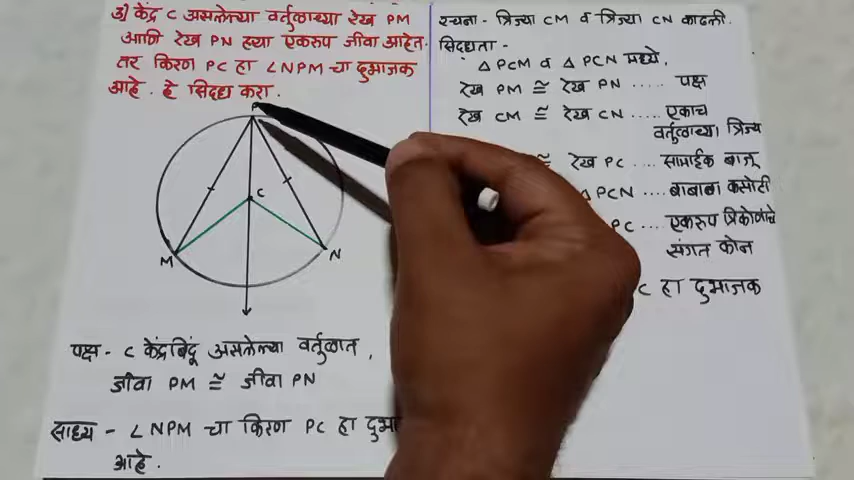 3) केंद्र C असलेल्या वर्तुळाच्या रेख PM
आणि रेख PN ह्या एकरुप जीवा आहेत.
तर किरण PC हा ∠NPM चा दुभाजक
आहे. हे सिद्ध करा.
P
C
M
N
पक्ष - C केंद्रबिंदू असलेल्या वर्तुळात,
जीवा PM ≅ जीवा PN
साध्य - ∠NPM चा किरण PC हा दुभा
आहे.
रचना - त्रिज्या CM व त्रिज्या CN काढली.
सिद्धता -
△PCM व △PCN मध्ये,
रेख PM ≅ रेख PN ..... पक्ष
रेख CM ≅ रेख CN ..... एकाच
वर्तुळाच्या त्रिज्या
≅ रेख PC ... सामाईक बाजू
△PCN .... बाबाबा कसोटी
PC .... एकरुप त्रिकोणांचे
संगत कोन
C हा दुभाजक